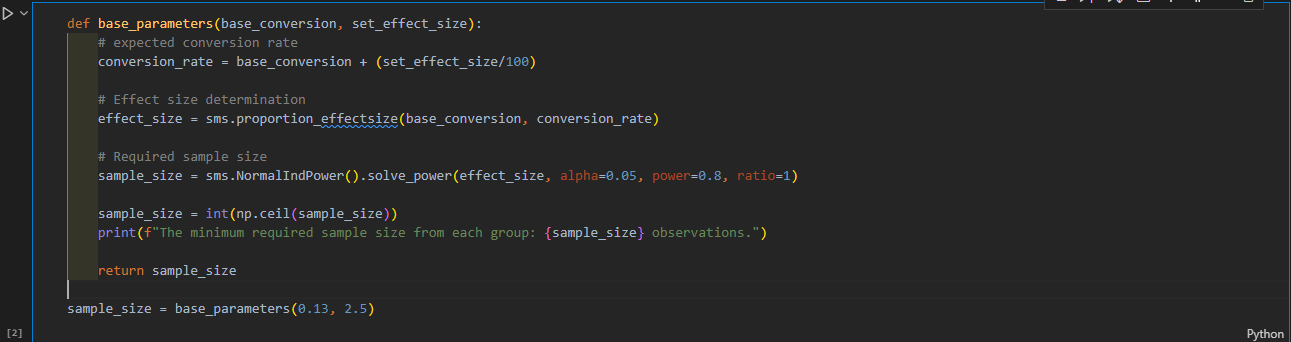 def base_parameters(base_conversion, set_effect_size):
    # expected conversion rate
    conversion_rate = base_conversion + (set_effect_size/100)

    # Effect size determination
    effect_size = sms.proportion_effectsize(base_conversion, conversion_rate)

    # Required sample size
    sample_size = sms.NormalIndPower().solve_power(effect_size, alpha=0.05, power=0.8, ratio=1)

    sample_size = int(np.ceil(sample_size))
    print(f"The minimum required sample size from each group: {sample_size} observations.")

    return sample_size

sample_size = base_parameters(0.13, 2.5)
[2]
Python